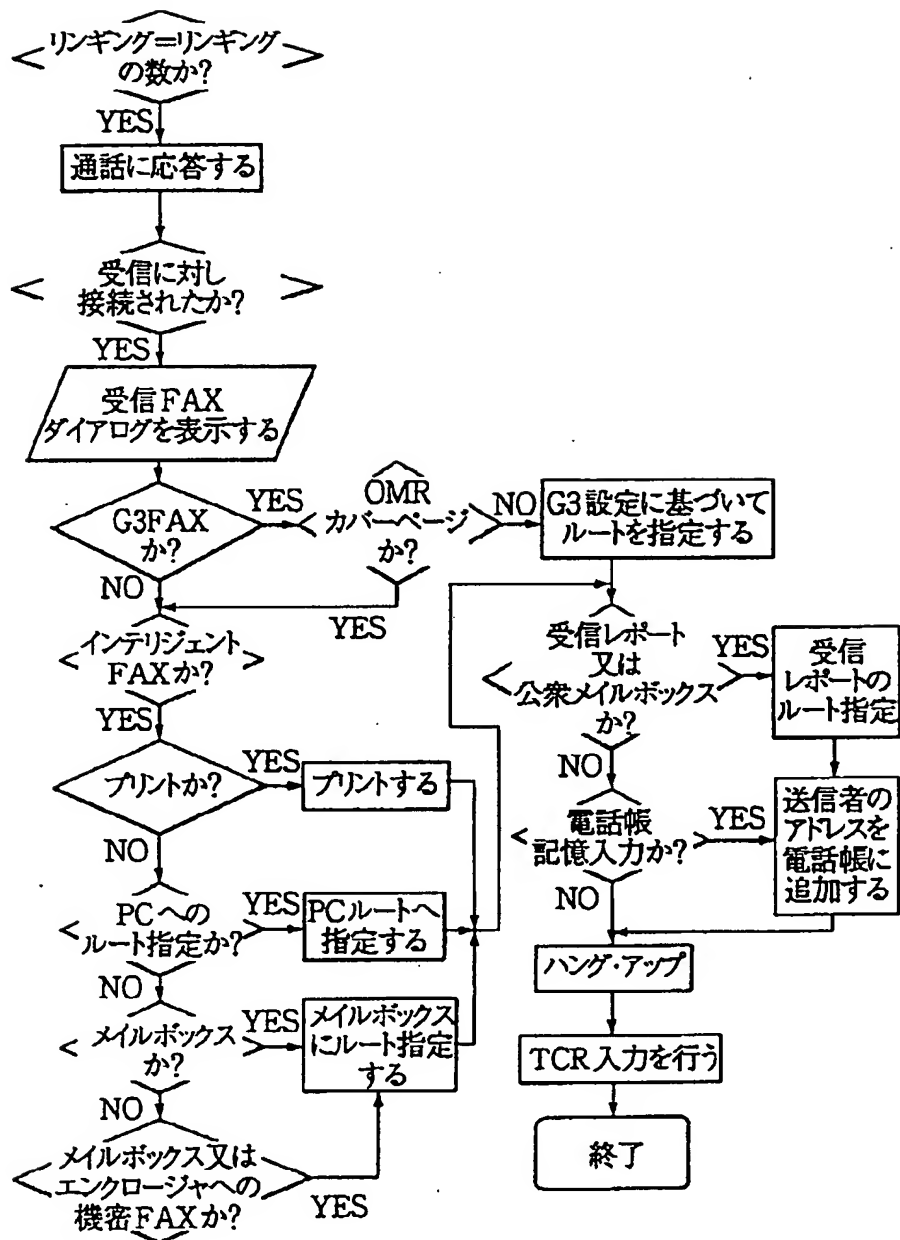 リンギング=リンギング
の数か?
YES
通話に応答する
受信に対し
接続されたか?
YES
受信FAX
ダイアログを表示する
G3FAX
か?
YES
OMR
カバーページ
か?
NO
G3設定に基づいて
ルートを指定する
NO
YES
インテリジェント
FAXか?
YES
受信レポート
又は
公衆メイルボックス
か?
YES
受信
レポートの
ルート指定
NO
プリントか?
YES
プリントする
NO
電話帳
記憶入力か?
YES
送信者の
アドレスを
電話帳に
追加する
NO
PCへの
ルート指定か?
YES
PCルートへ
指定する
NO
ハング・アップ
メイルボックス
か?
YES
メイルボックス
にルート指定
する
TCR入力を行う
NO
メイルボックス又は
エンクロージャへの
機密FAXか?
YES
終了